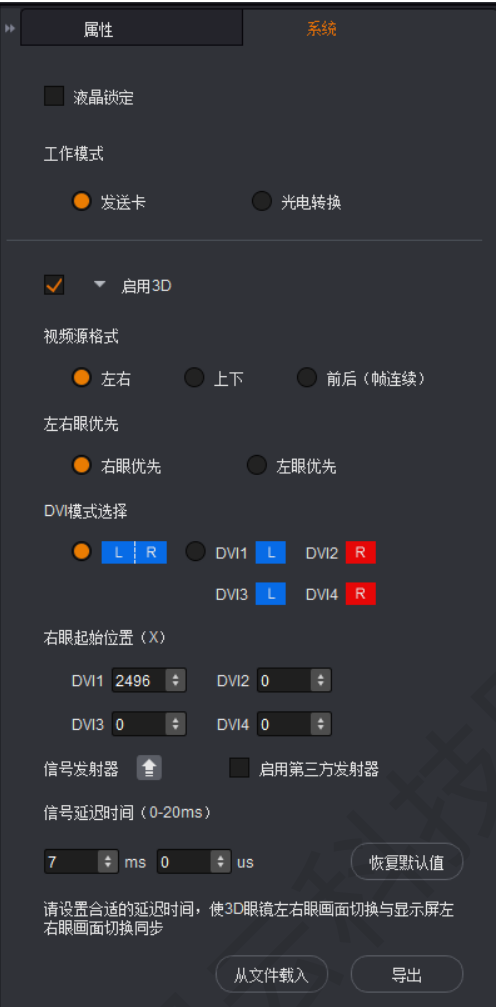 属性 系统
液晶锁定
工作模式
发送卡 光电转换
启用3D
视频源格式
左右 上下 前后（帧连续）
左右眼优先
右眼优先 左眼优先
DVI模式选择
L R DVI1 L DVI2 R
DVI3 L DVI4 R
右眼起始位置（X）
DVI1 2496 DVI2 0
DVI3 0 DVI4 0
信号发射器 启用第三方发射器
信号延迟时间（0-20ms）
7 ms 0 us 恢复默认值
请设置合适的延迟时间，使3D眼镜左右眼画面切换与显示屏左
右眼画面切换同步
从文件载入 导出